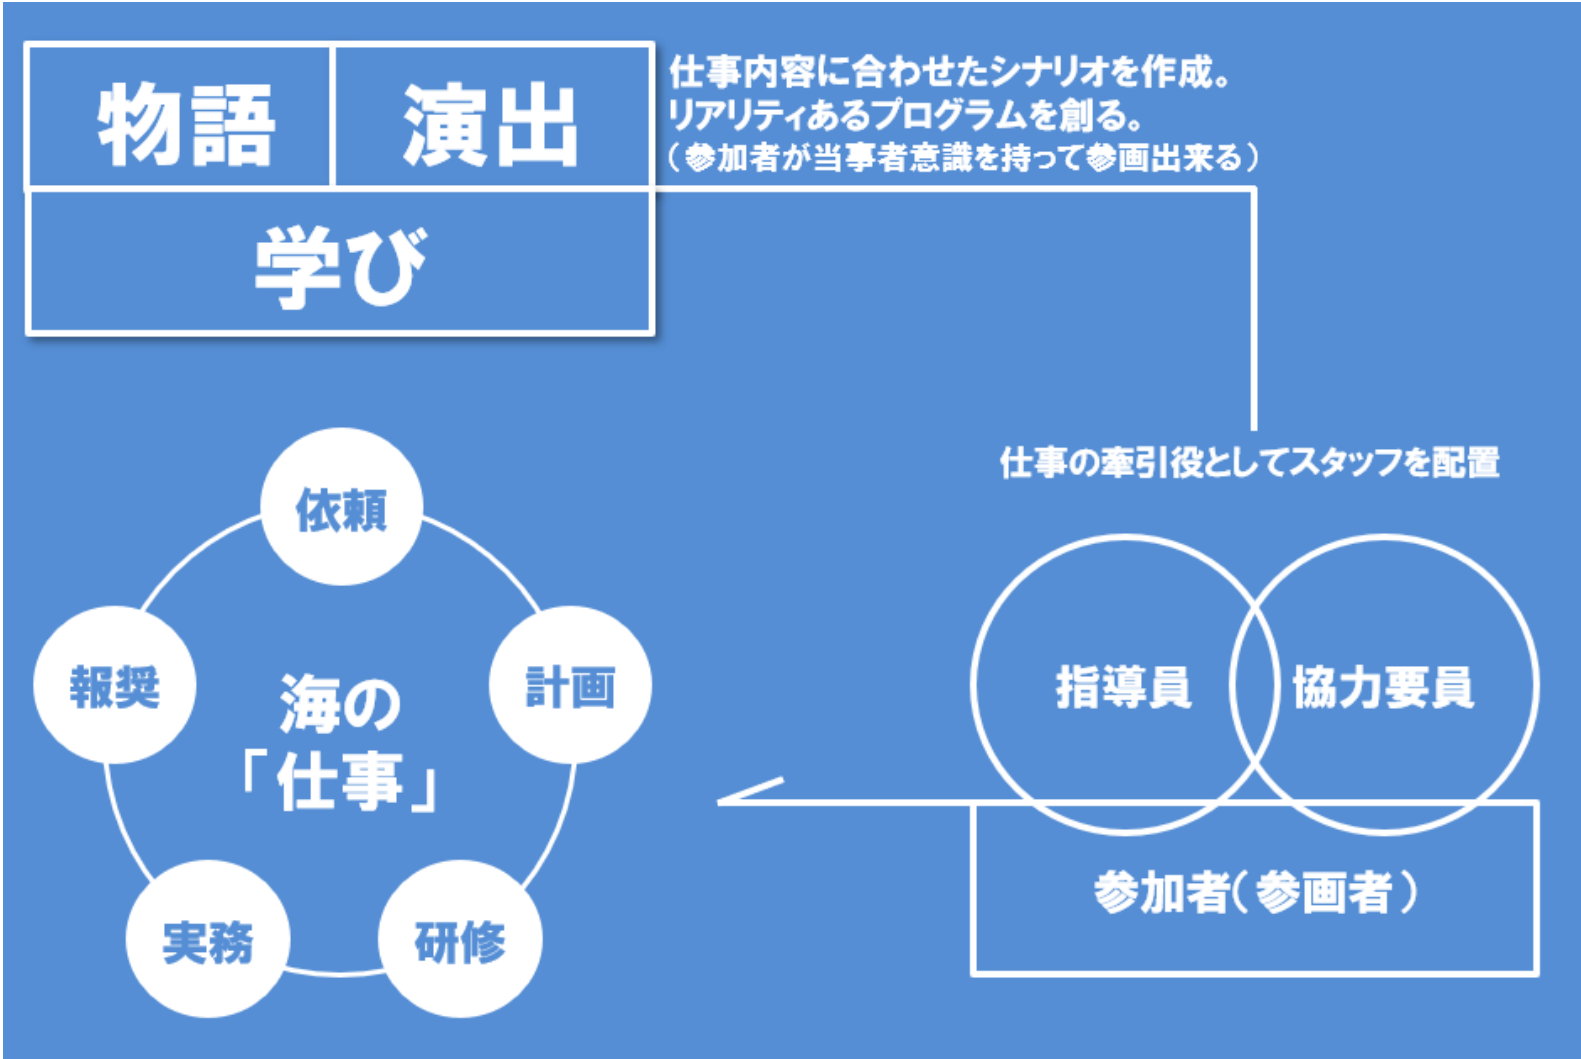 物語
演出
仕事内容に合わせたシナリオを作成。
リアリティあるプログラムを創る。
（参加者が当事者意識を持って参画出来る）
学び
仕事の牽引役としてスタッフを配置
依頼
計画
研修
実務
報奨
海の
「仕事」
指導員
協力要員
参加者（参画者）